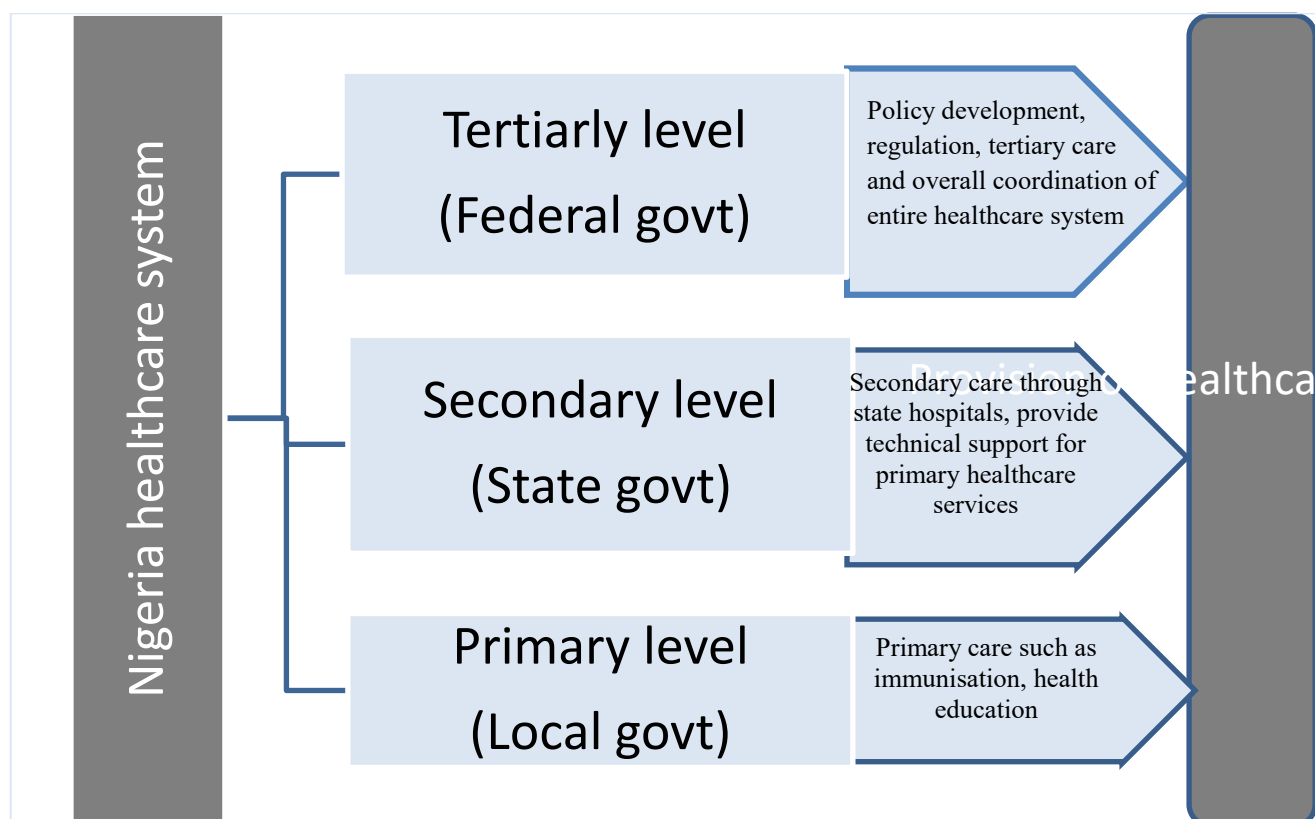 Nigeria healthcare system
Tertiarly level
(Federal govt)
Policy development,
regulation, tertiary care
and overall coordination of
entire healthcare system
Secondary level
(State govt)
Secondary care through
state hospitals, provide
technical support for
primary healthcare
services
Provision
Primary level
(Local govt)
Primary care such as
immunisation, health
education